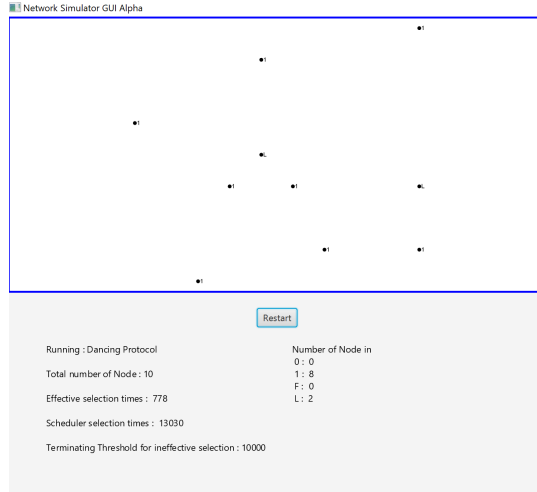 Network Simulator GUI Alpha
1
1
1
L
1
1
L
1
1
1
Restart
Running : Dancing Protocol
Number of Node in
0 : 0
Total number of Node : 10
1 : 8
F : 0
Effective selection times : 778
L : 2
Scheduler selection times : 13030
Terminating Threshold for ineffective selection : 10000